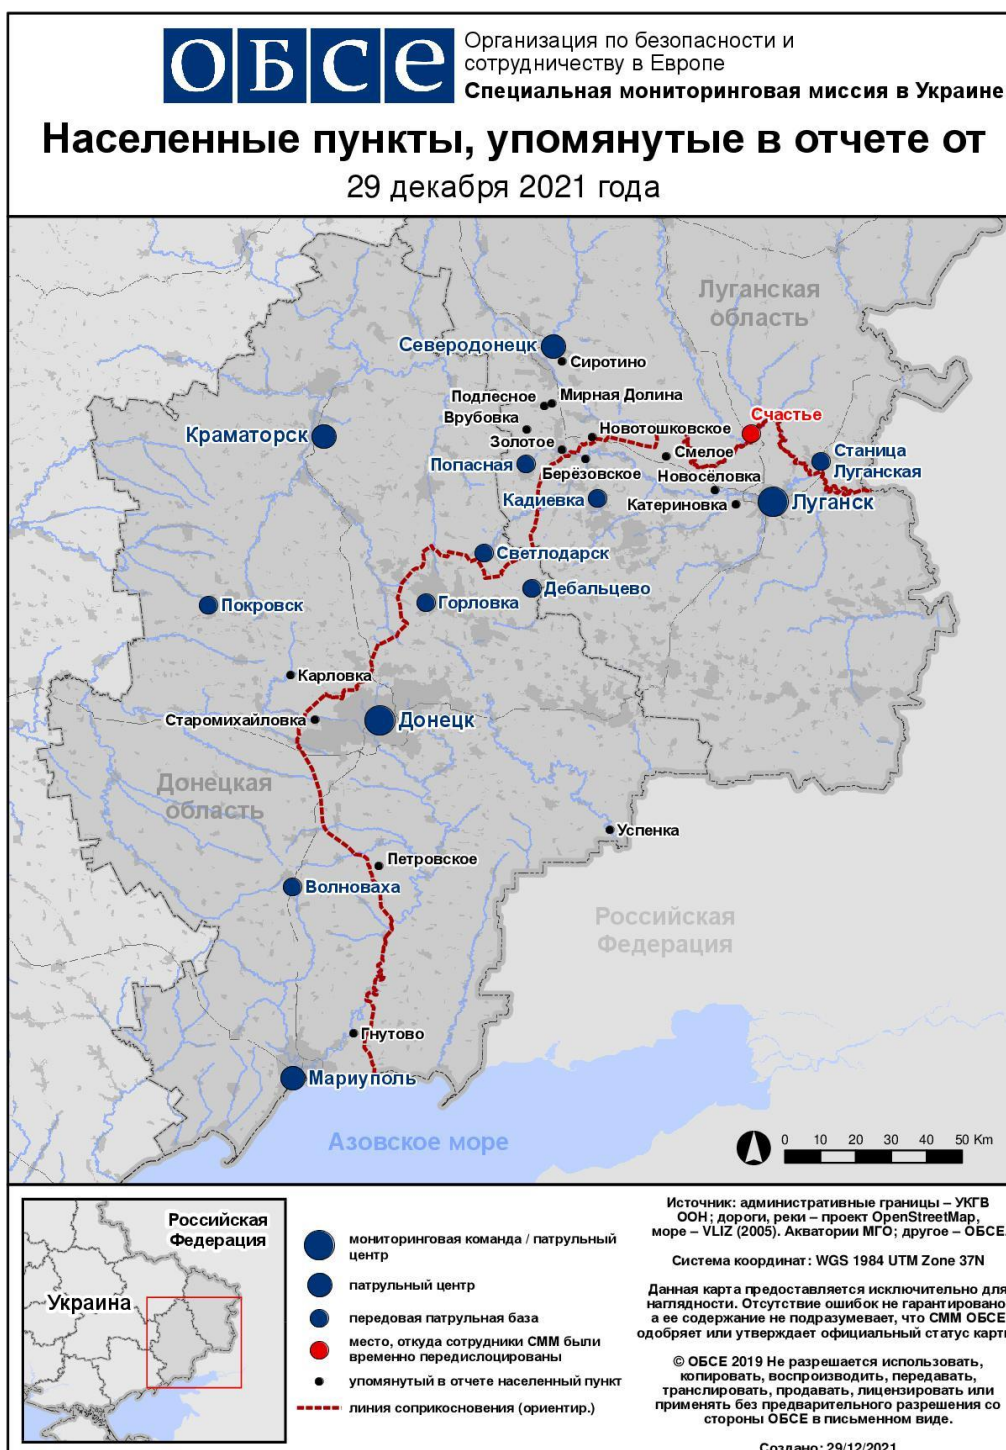 ОБСЕ
Организация по безопасности и
сотрудничеству в Европе
Специальная мониторинговая миссия в Украине
Населенные пункты, упомянутые в отчете от
29 декабря 2021 года
Луганская
область
Северодонецк
Сиротино
Подлесное
Мирная Долина
Врубовка
Счастье
Новотошковское
Краматорск
Золотое
Смелое
Станица
Луганская
Попасная
Берёзовское
Новосёловка
Кадиевка
Катериновка
Луганск
Светлодарск
Дебальцево
Покровск
Горловка
Карловка
Старомихайловка
Донецк
Донецкая
область
Успенка
Петровское
Волноваха
Российская
Федерация
Гнутово
Мариуполь
Азовское море
0 10 20 30 40 50 Km
Российская
Федерация
Украина
мониторинговая команда / патрульный
центр
патрульный центр
передовая патрульная база
место, откуда сотрудники СММ были
временно передислоцированы
упомянутый в отчете населенный пункт
линия соприкосновения (ориентир.)
Источник: административные границы – УКГВ
ООН; дороги, реки – проект OpenStreetMap,
море – VLIZ (2005). Акватории МГО; другое – ОБСЕ.
Система координат: WGS 1984 UTM Zone 37N
Данная карта предоставляется исключительно для
наглядности. Отсутствие ошибок не гарантировано,
а ее содержание не подразумевает, что СММ ОБСЕ
одобряет или утверждает официальный статус карты
© ОБСЕ 2019 Не разрешается использовать,
копировать, воспроизводить, передавать,
транслировать, продавать, лицензировать или
применять без предварительного разрешения со
стороны ОБСЕ в письменном виде.
Создано: 29/12/2021